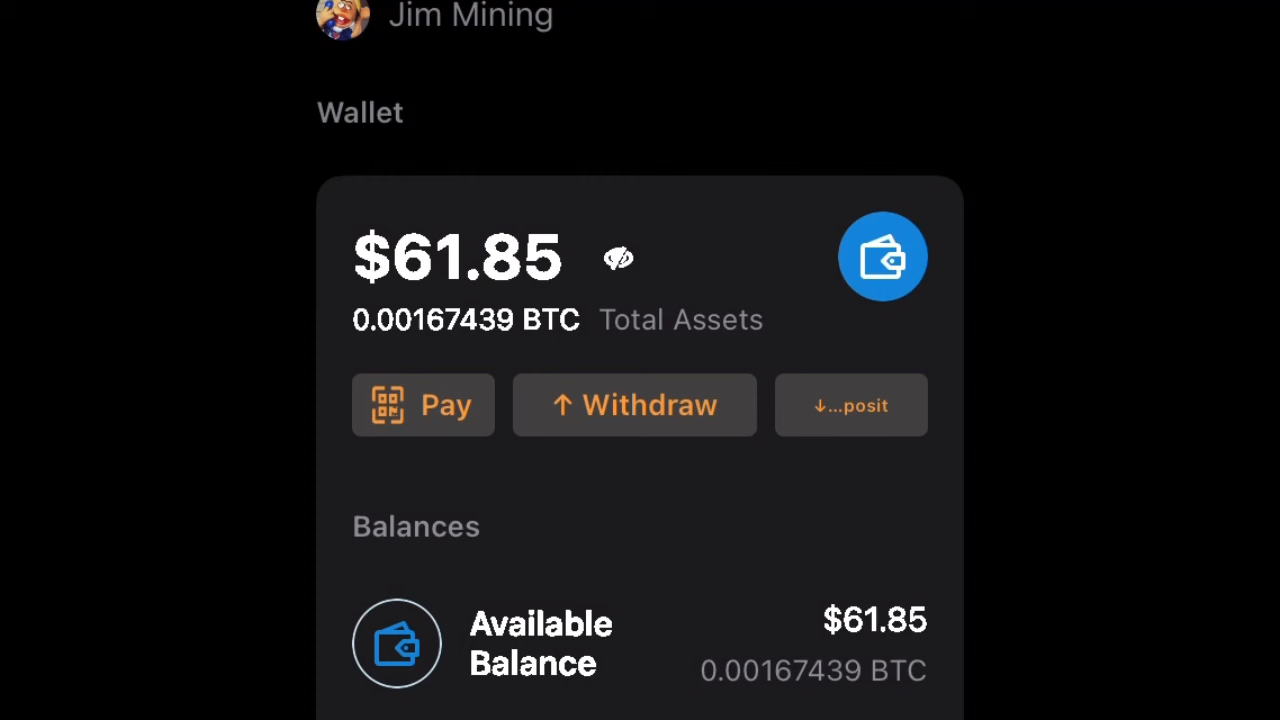 Jim Mining
Wallet
$61.85
0.00167439 BTC Total Assets
Pay
↑ Withdraw
↓...posit
Balances
Available
Balance
$61.85
0.00167439 BTC